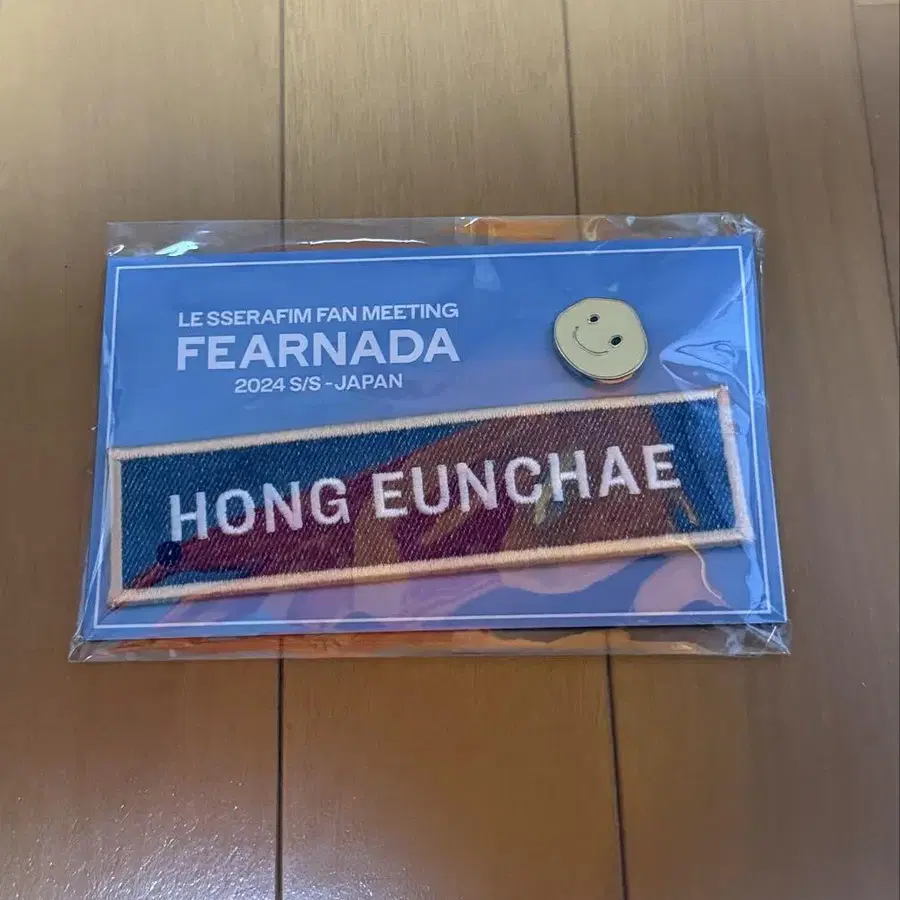 LE SSERAFIM FAN MEETING
FEARNADA
2024 S/S - JAPAN
HONG EUNCHAE